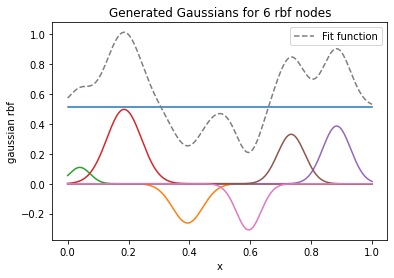 Generated Gaussians for 6 rbf nodes
Fit function
gaussian rbf
1.0
0.8
0.6
0.4
0.2
0.0
−0.2
0.0 0.2 0.4 0.6 0.8 1.0
x